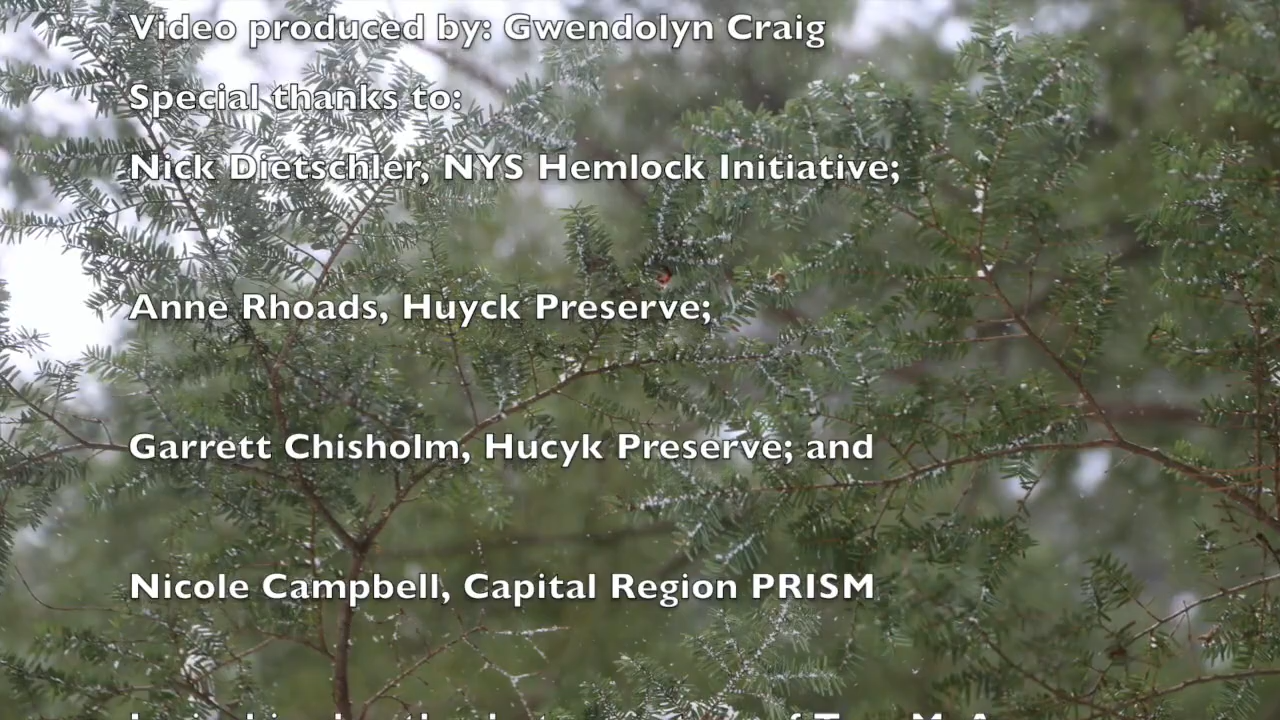 Video produced by: Gwendolyn Craig
Special thanks to:
Nick Dietschler, NYS Hemlock Initiative;
Anne Rhoads, Huyck Preserve;
Garrett Chisholm, Hucyk Preserve; and
Nicole Campbell, Capital Region PRISM